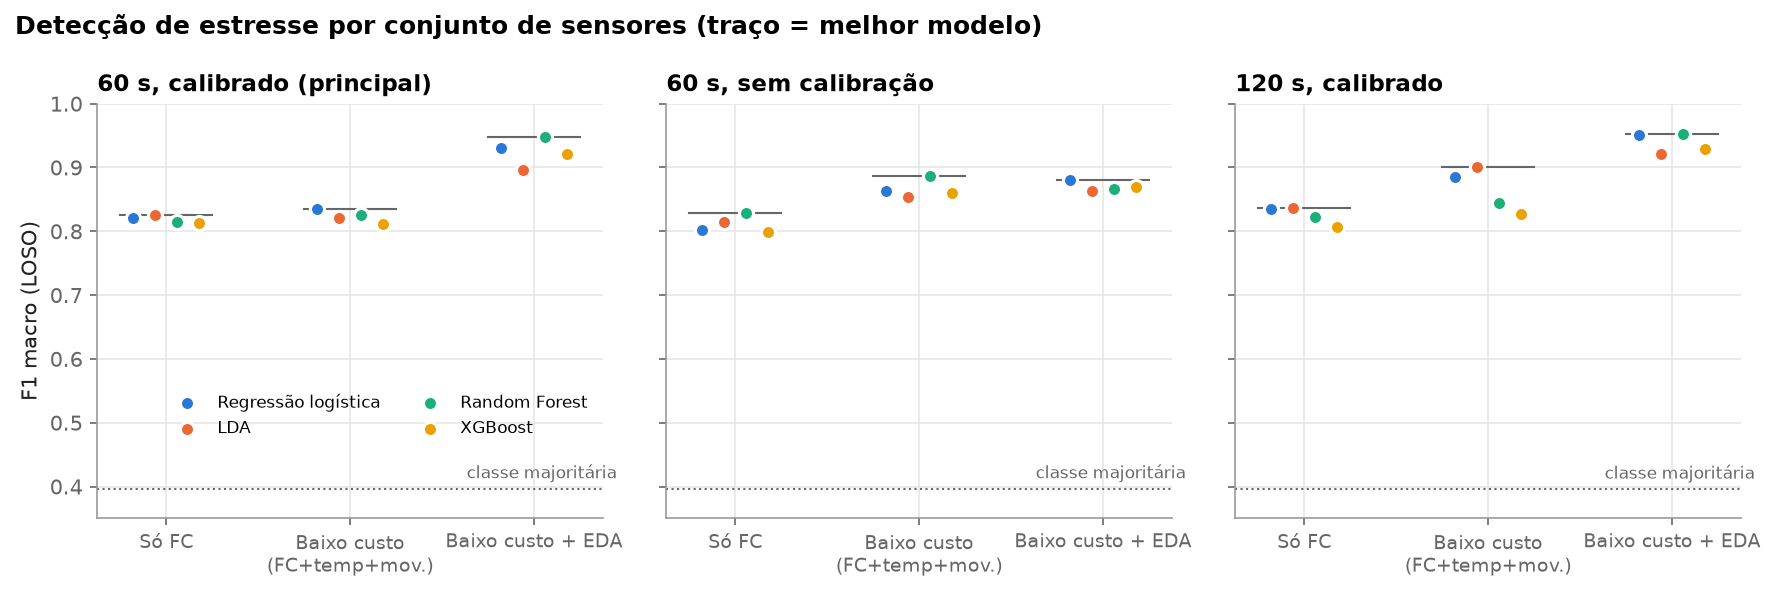 Detecção de estresse por conjunto de sensores (traço = melhor modelo)
60 s, calibrado (principal)
60 s, sem calibração
120 s, calibrado
F1 macro (LOSO)
1.0
0.9
0.8
0.7
0.6
0.5
0.4
Regressão logística
LDA
Random Forest
XGBoost
classe majoritária
classe majoritária
classe majoritária
Só FC
Baixo custo
(FC+temp+mov.)
Baixo custo + EDA
Só FC
Baixo custo
(FC+temp+mov.)
Baixo custo + EDA
Só FC
Baixo custo
(FC+temp+mov.)
Baixo custo + EDA